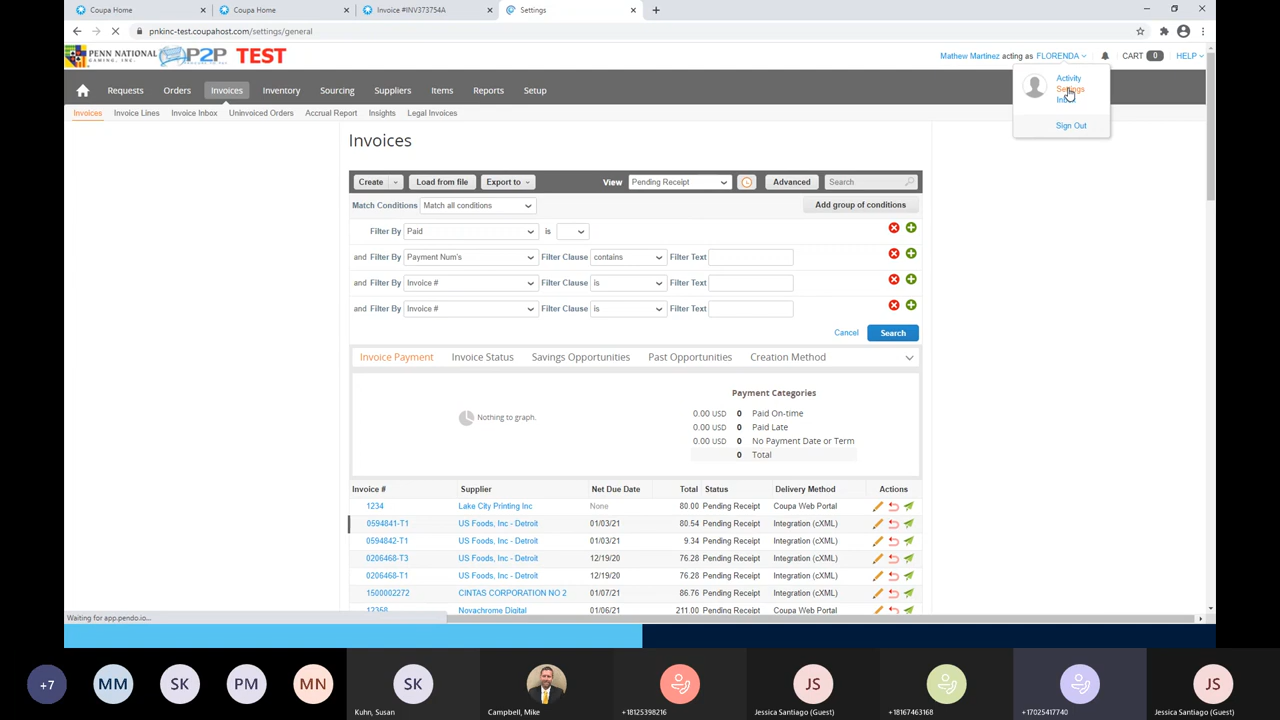 Coupa Home
Coupa Home
Invoice #INV373754A
Settings
pnkinc-test.coupahost.com/settings/general
PENN NATIONAL
GAMING, INC.
P2P
TEST
Mathew Martinez acting as FLORENDA
CART 0
HELP
Requests Orders Invoices Inventory Sourcing Suppliers Items Reports Setup
Activity
Settings
Sign Out
Invoices Invoice Lines Invoice Inbox Uninvoiced Orders Accrual Report Insights Legal Invoices
Invoices
Create Load from file Export to View Pending Receipt Advanced Search
Match Conditions Match all conditions Add group of conditions
Filter By Paid is
and Filter By Payment Num's Filter Clause contains Filter Text
and Filter By Invoice # Filter Clause is Filter Text
and Filter By Invoice # Filter Clause is Filter Text
Cancel Search
Invoice Payment Invoice Status Savings Opportunities Past Opportunities Creation Method
Nothing to graph.
Payment Categories
0.00 USD 0 Paid On-time
0.00 USD 0 Paid Late
0.00 USD 0 No Payment Date or Term
0 Total
Invoice # Supplier Net Due Date Total Status Delivery Method Actions
1234 Lake City Printing Inc None 80.00 Pending Receipt Coupa Web Portal
0594841-T1 US Foods, Inc - Detroit 01/03/21 80.54 Pending Receipt Integration (cXML)
0594842-T1 US Foods, Inc - Detroit 01/03/21 9.34 Pending Receipt Integration (cXML)
0206468-T3 US Foods, Inc - Detroit 12/19/20 76.28 Pending Receipt Integration (cXML)
0206468-T1 US Foods, Inc - Detroit 12/19/20 76.28 Pending Receipt Integration (cXML)
1500002272 CINTAS CORPORATION NO 2 01/07/21 86.76 Pending Receipt Integration (cXML)
12368 Novachrome Digital 01/06/21 211.00 Pending Receipt Coupa Web Portal
Waiting for app.pendo.io...
+7 MM SK PM MN SK JS JS
Kuhn, Susan
Campbell, Mike
+18125398216
Jessica Santiago (Guest)
+18167463168
+17025417740
Jessica Santiago (Guest)